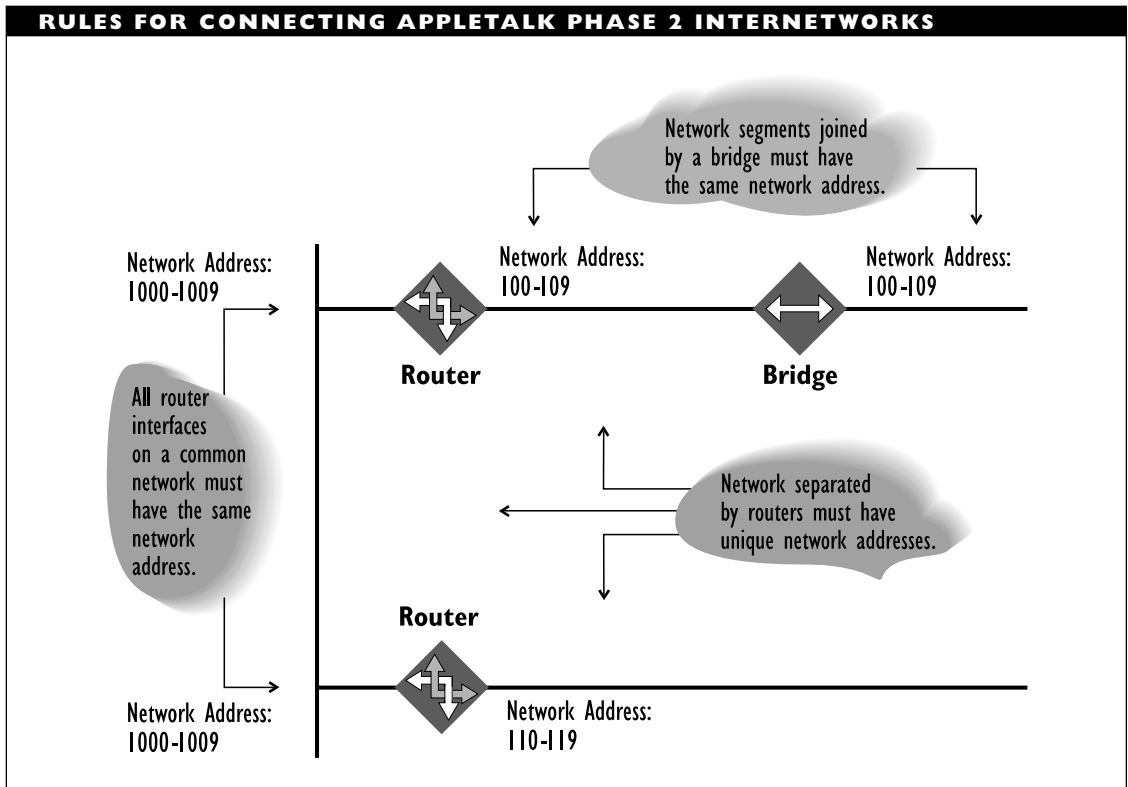 RULES FOR CONNECTING APPLETALK PHASE 2 INTERNETWORKS
Network segments joined
by a bridge must have
the same network address.
Network Address:
1000-1009
Network Address:
100-109
Network Address:
100-109
Router
Bridge
All router
interfaces
on a common
network must
have the same
network
address.
Network separated
by routers must have
unique network addresses.
Router
Network Address:
1000-1009
Network Address:
110-119